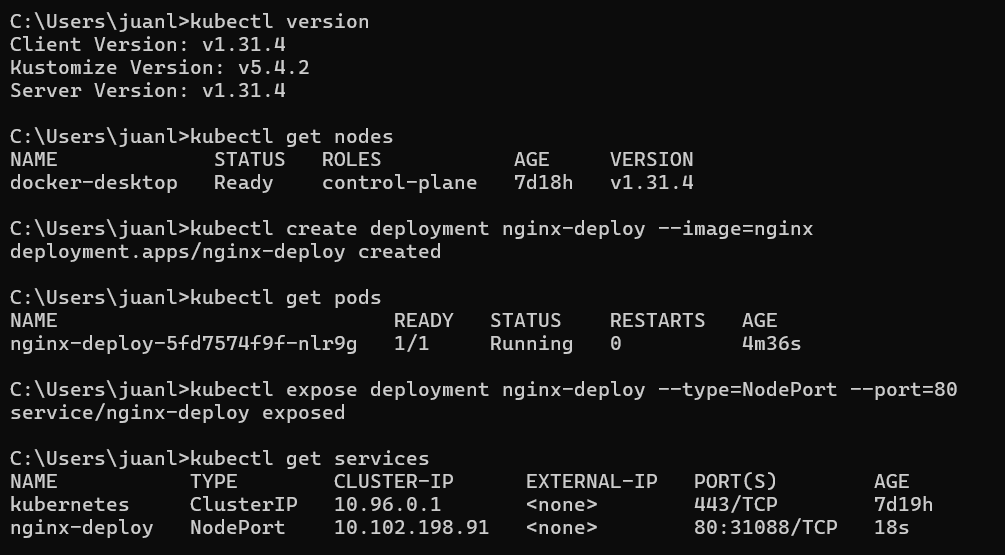 C:\Users\juanl>kubectl version
Client Version: v1.31.4
Kustomize Version: v5.4.2
Server Version: v1.31.4
C:\Users\juanl>kubectl get nodes
NAME             STATUS   ROLES           AGE     VERSION
docker-desktop   Ready    control-plane   7d18h   v1.31.4
C:\Users\juanl>kubectl create deployment nginx-deploy --image=nginx
deployment.apps/nginx-deploy created
C:\Users\juanl>kubectl get pods
NAME                            READY   STATUS    RESTARTS   AGE
nginx-deploy-5fd7574f9f-nlr9g   1/1     Running   0          4m36s
C:\Users\juanl>kubectl expose deployment nginx-deploy --type=NodePort --port=80
service/nginx-deploy exposed
C:\Users\juanl>kubectl get services
NAME           TYPE        CLUSTER-IP      EXTERNAL-IP   PORT(S)        AGE
kubernetes     ClusterIP   10.96.0.1       <none>        443/TCP        7d19h
nginx-deploy   NodePort    10.102.198.91   <none>        80:31088/TCP   18s